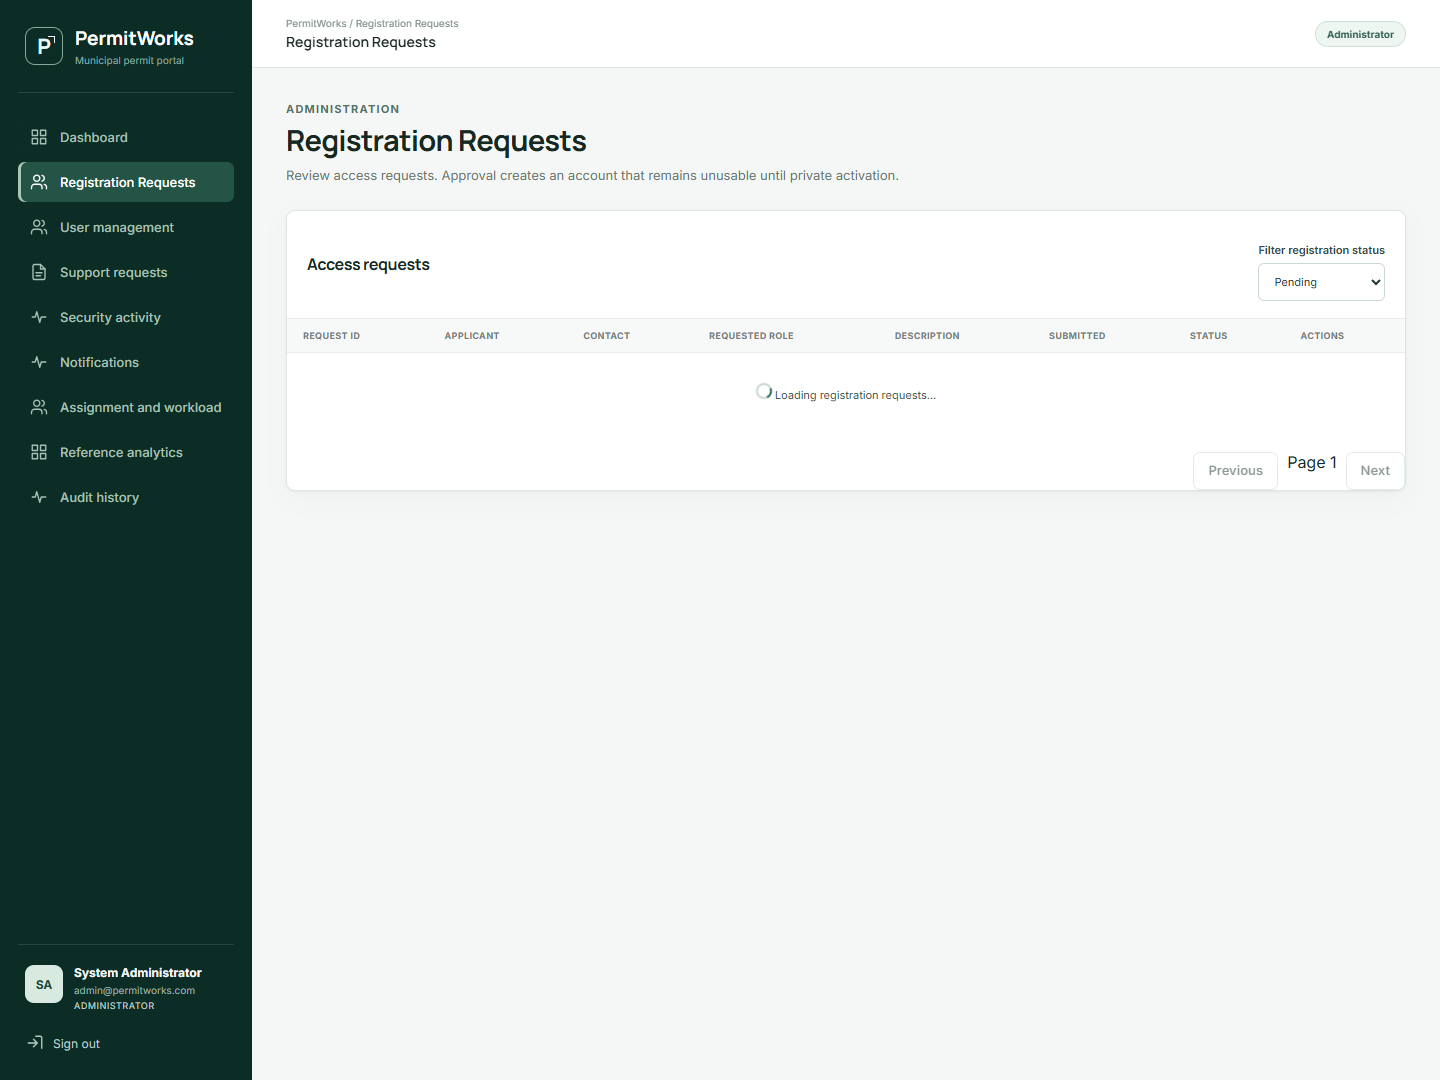 P
PermitWorks
Municipal permit portal
Dashboard
Registration Requests
User management
Support requests
Security activity
Notifications
Assignment and workload
Reference analytics
Audit history
SA
System Administrator
admin@permitworks.com
ADMINISTRATOR
Sign out
PermitWorks / Registration Requests
Registration Requests
Administrator
ADMINISTRATION
Registration Requests
Review access requests. Approval creates an account that remains unusable until private activation.
Access requests
Filter registration status
Pending
REQUEST ID APPLICANT CONTACT REQUESTED ROLE DESCRIPTION SUBMITTED STATUS ACTIONS
Loading registration requests...
Previous Page 1 Next